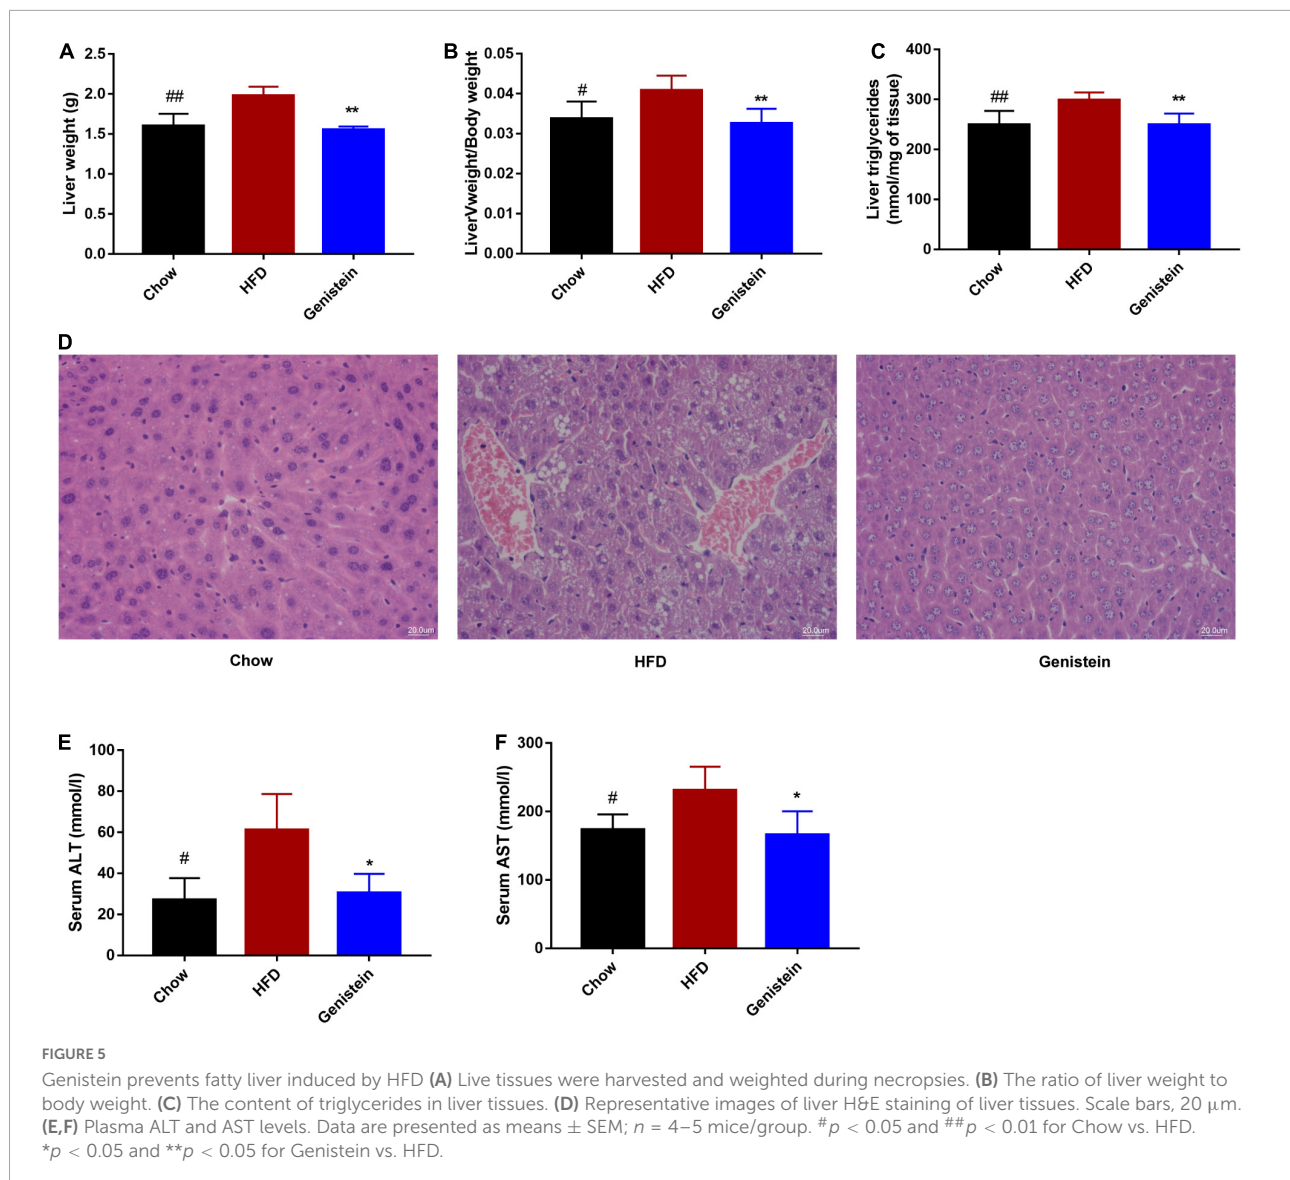 A
2.5
2.0
1.5
1.0
0.5
0.0
Liver weight (g)
##
**
Chow
HFD
Genistein
B
0.05
0.04
0.03
0.02
0.01
0.00
LiverVweight/Body weight
#
**
Chow
HFD
Genistein
C
400
300
200
100
0
Liver triglycerides
(nmol/mg of tissue)
##
**
Chow
HFD
Genistein
D
20.0um
20.0um
20.0um
Chow
HFD
Genistein
E
100
80
60
40
20
0
Serum ALT (mmol/l)
#
*
Chow
HFD
Genistein
F
300
200
100
0
Serum AST (mmol/l)
#
*
Chow
HFD
Genistein
FIGURE 5
Genistein prevents fatty liver induced by HFD (A) Live tissues were harvested and weighted during necropsies. (B) The ratio of liver weight to
body weight. (C) The content of triglycerides in liver tissues. (D) Representative images of liver H&E staining of liver tissues. Scale bars, 20 μm.
(E,F) Plasma ALT and AST levels. Data are presented as means ± SEM; n = 4–5 mice/group. #p < 0.05 and ##p < 0.01 for Chow vs. HFD.
*p < 0.05 and **p < 0.05 for Genistein vs. HFD.